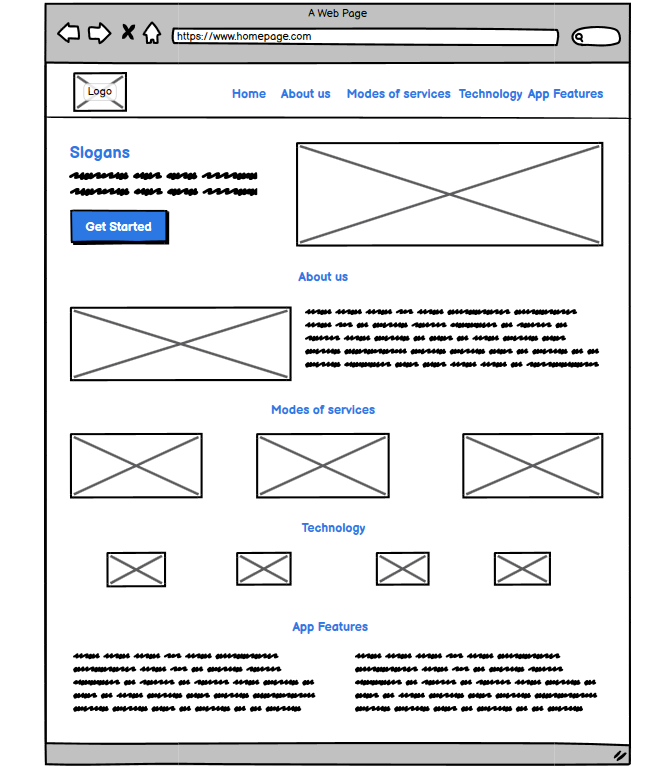 A Web Page
https://www.homepage.com
Logo
Home About us Modes of services Technology App Features
Slogans
Get Started
About us
Modes of services
Technology
App Features